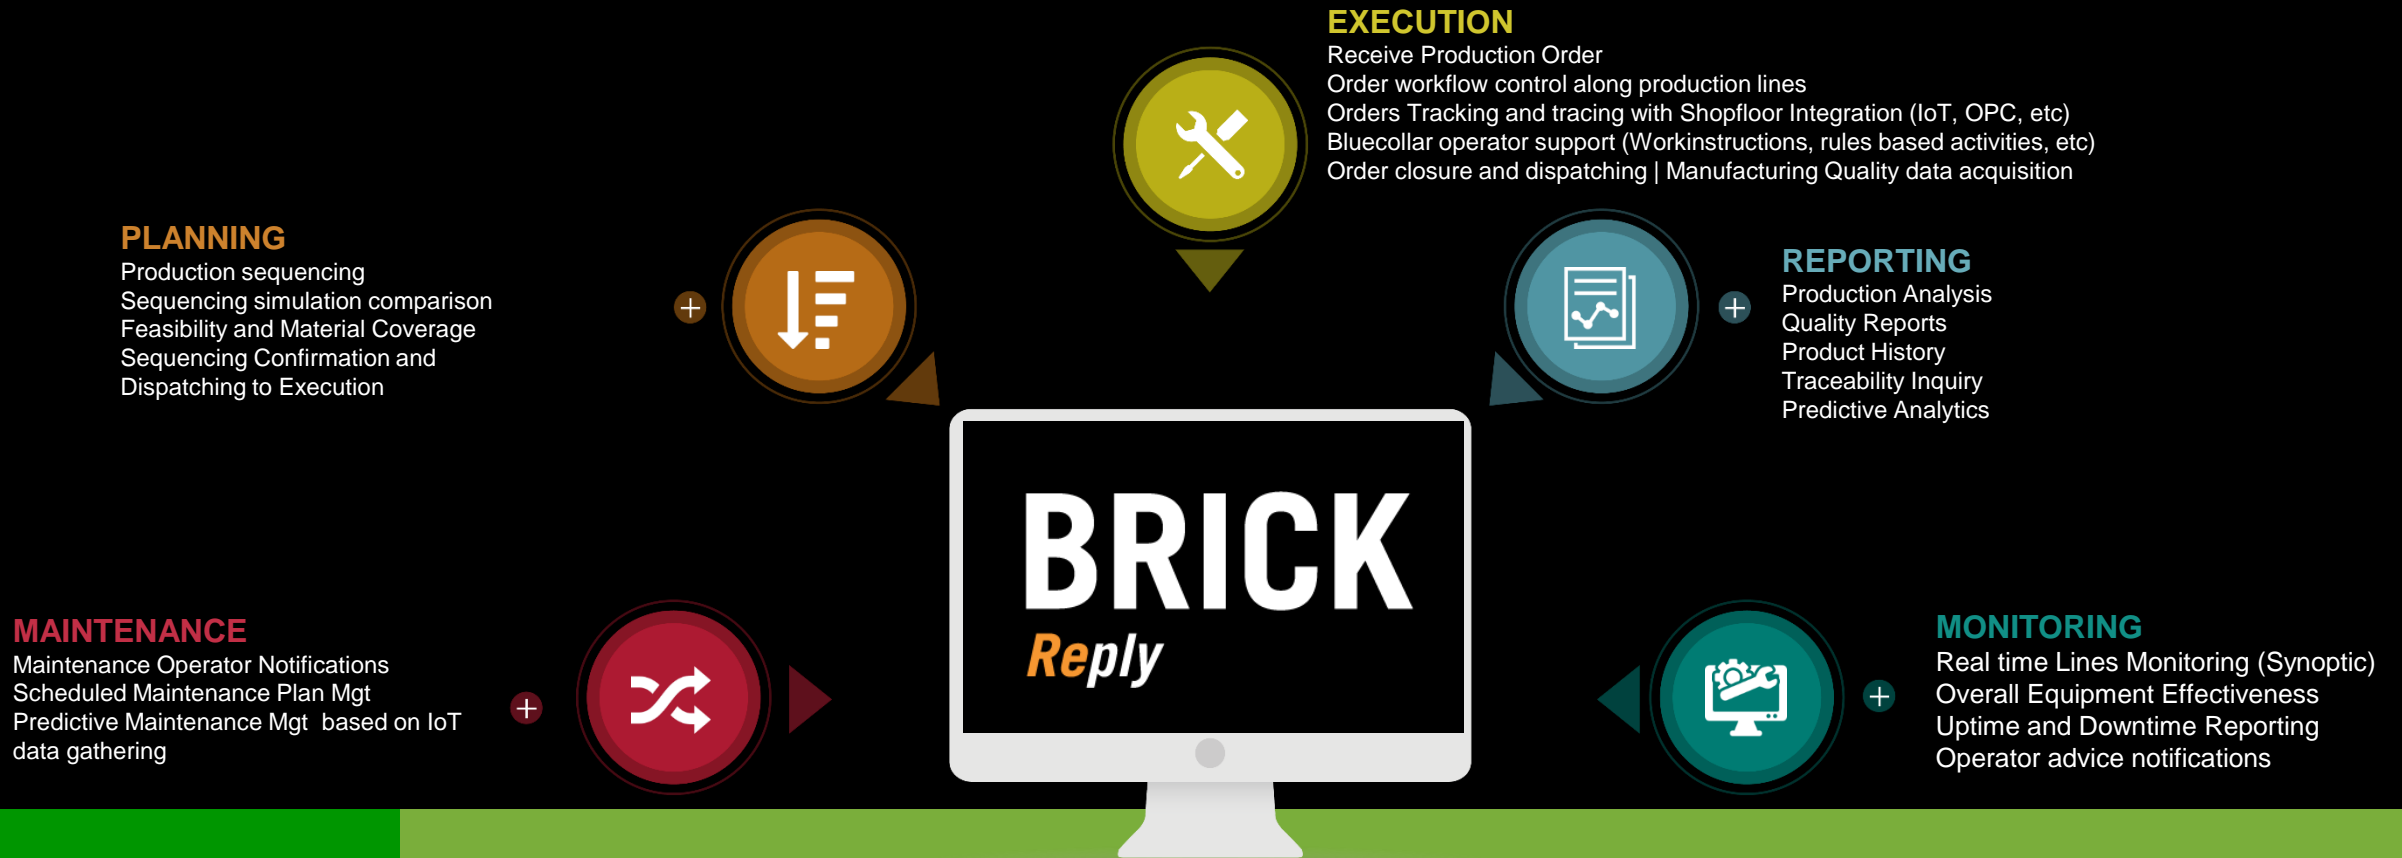 EXECUTION
Receive Production Order
Order workflow control along production lines
Orders Tracking and tracing with Shopfloor Integration (IoT, OPC, etc)
Bluecollar operator support (Workinstructions, rules based activities, etc)
Order closure and dispatching | Manufacturing Quality data acquisition
PLANNING
Production sequencing
Sequencing simulation comparison
Feasibility and Material Coverage
Sequencing Confirmation and
Dispatching to Execution
REPORTING
Production Analysis
Quality Reports
Product History
Traceability Inquiry
Predictive Analytics
BRICK
Reply
MAINTENANCE
Maintenance Operator Notifications
Scheduled Maintenance Plan Mgt
Predictive Maintenance Mgt  based on IoT
data gathering
MONITORING
Real time Lines Monitoring (Synoptic)
Overall Equipment Effectiveness
Uptime and Downtime Reporting
Operator advice notifications